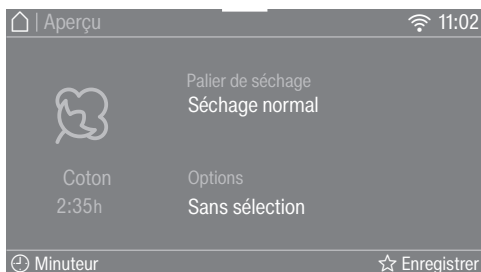 | Aperçu
11:02
Palier de séchage
Séchage normal
Coton
2:35h
Options
Sans sélection
Minuteur
Enregistrer